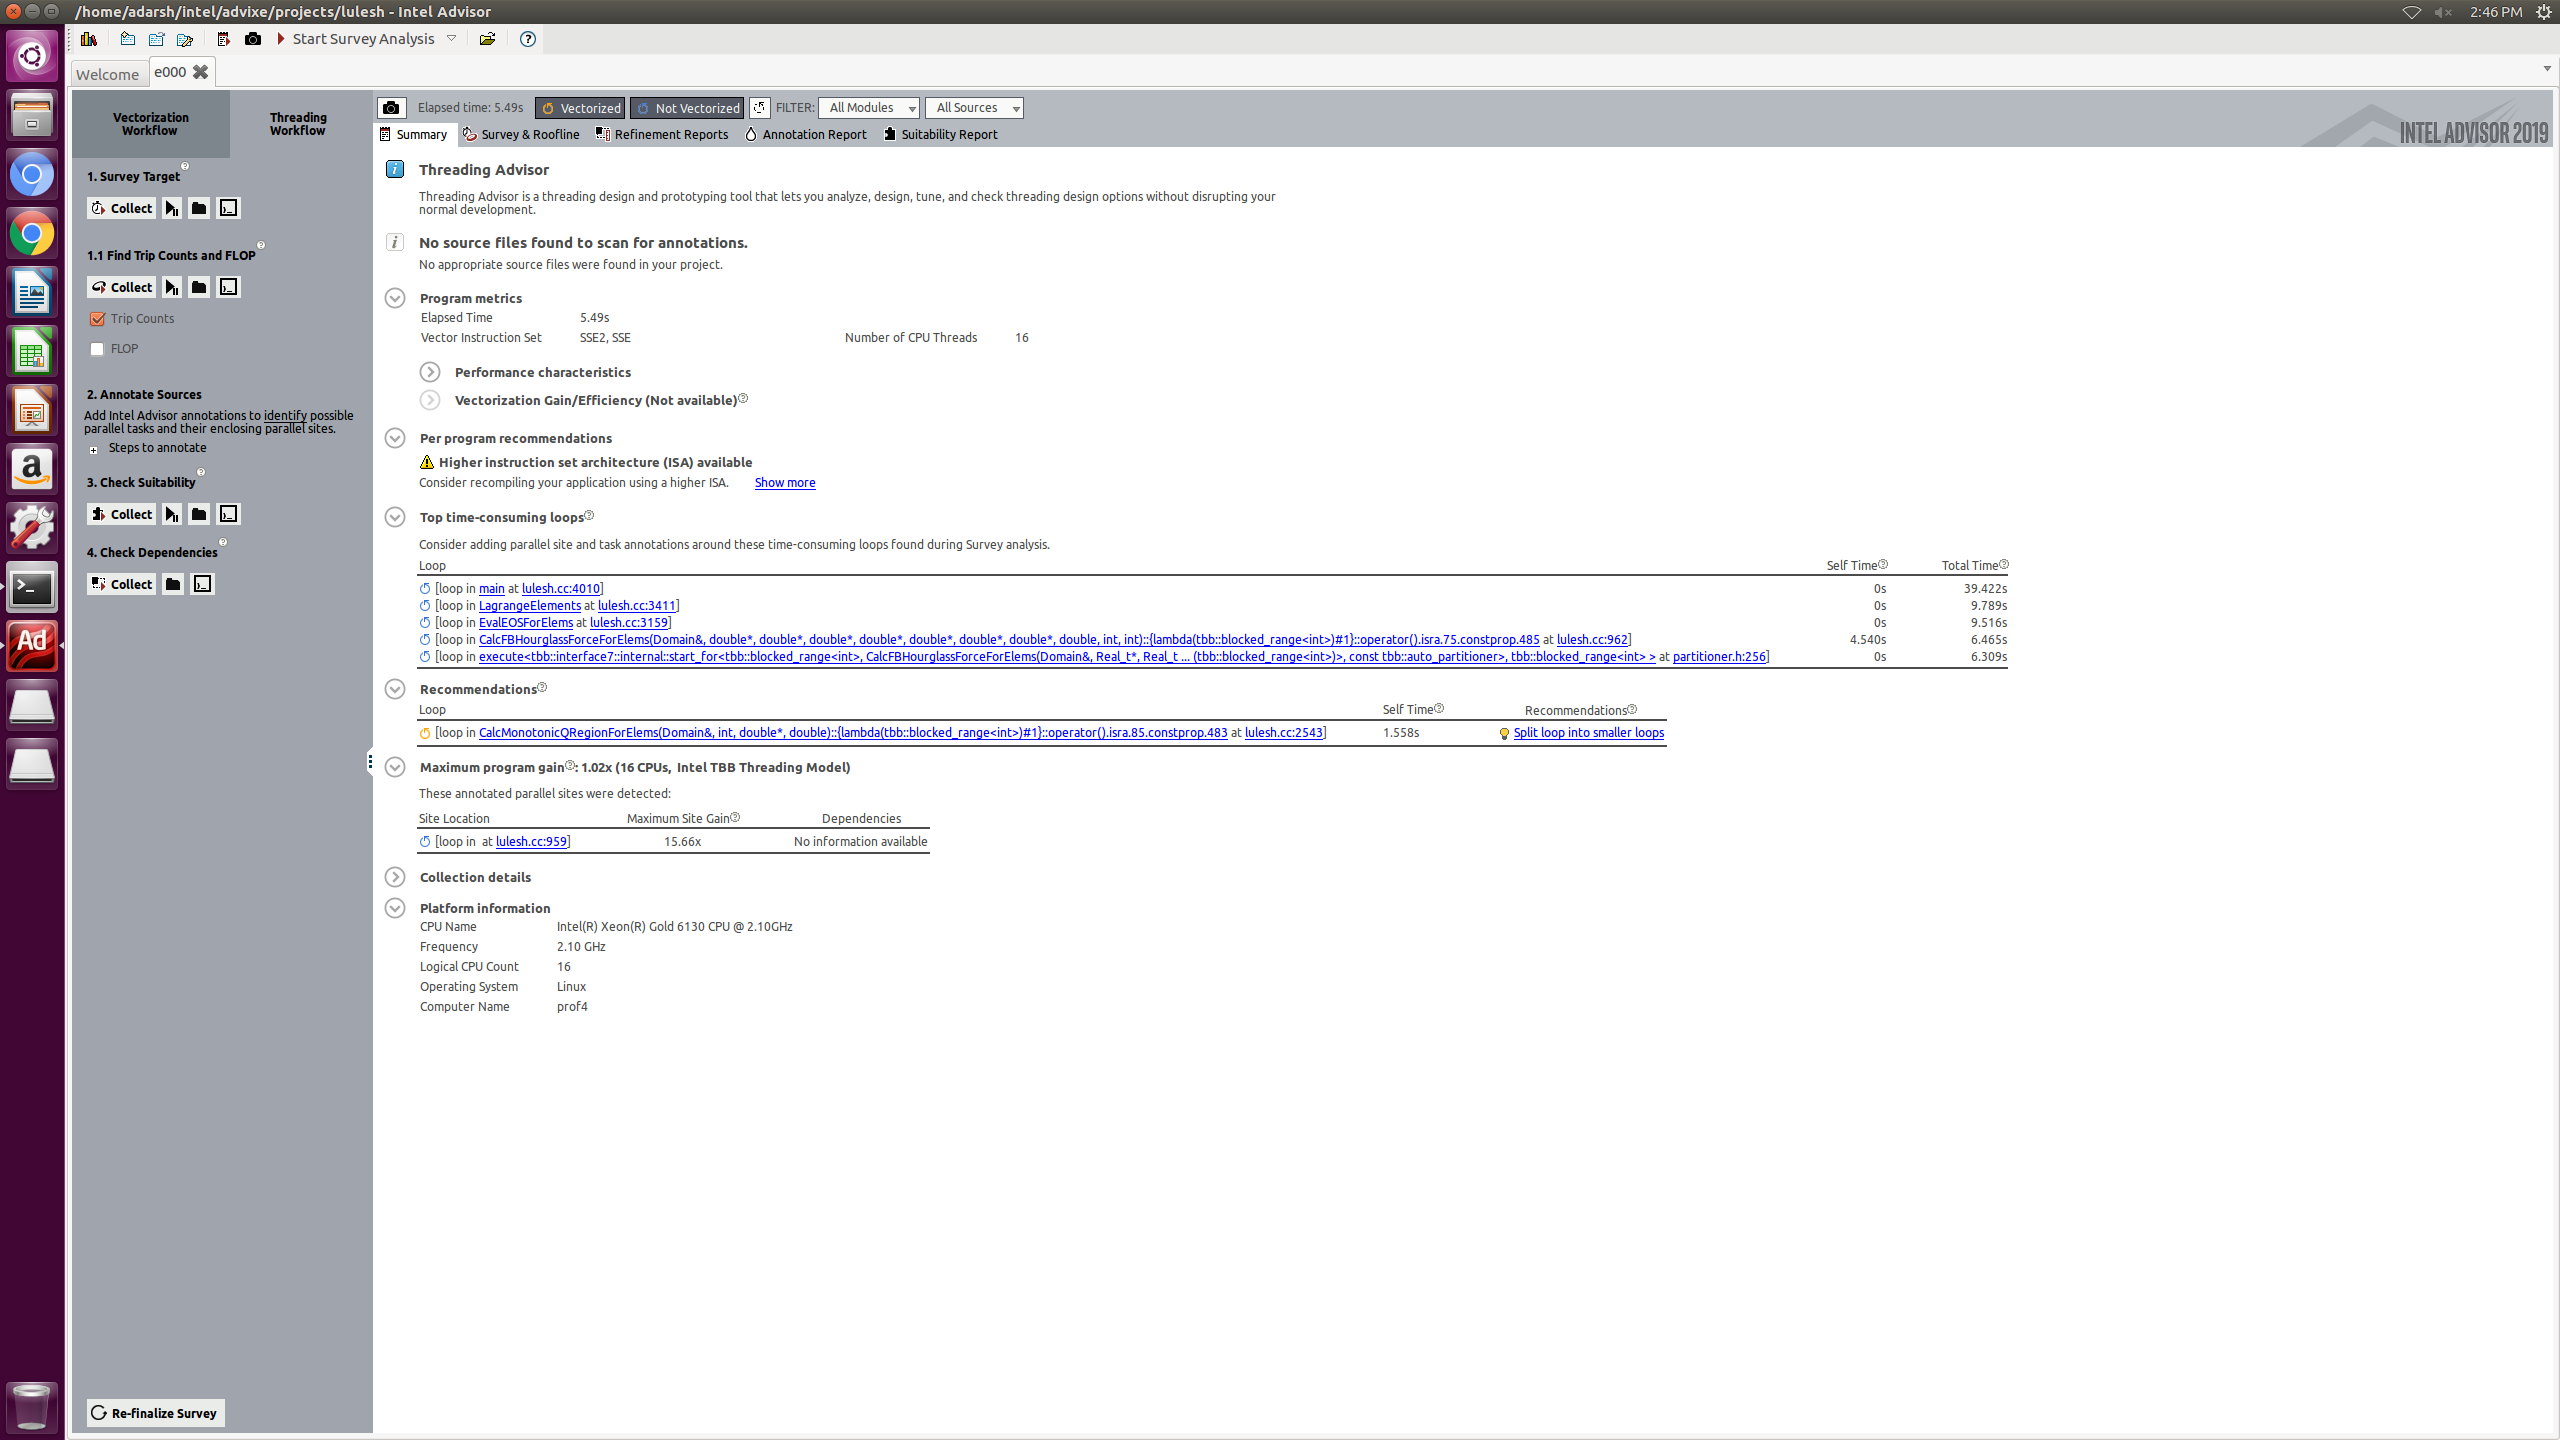 /home/adarsh/intel/advixe/projects/lulesh - Intel Advisor
2:46 PM
Start Survey Analysis
Welcome
e000
Vectorization Workflow
Threading Workflow
Elapsed time: 5.49s
Vectorized
Not Vectorized
FILTER:
All Modules
All Sources
INTEL ADVISOR 2019
Summary
Survey & Roofline
Refinement Reports
Annotation Report
Suitability Report
1. Survey Target
Collect
1.1 Find Trip Counts and FLOP
Collect
Trip Counts
FLOP
2. Annotate Sources
Add Intel Advisor annotations to identify possible
parallel tasks and their enclosing parallel sites.
Steps to annotate
3. Check Suitability
Collect
4. Check Dependencies
Collect
Re-finalize Survey
Threading Advisor
Threading Advisor is a threading design and prototyping tool that lets you analyze, design, tune, and check threading design options without disrupting your
normal development.
No source files found to scan for annotations.
No appropriate source files were found in your project.
Program metrics
Elapsed Time 5.49s
Vector Instruction Set SSE2, SSE Number of CPU Threads 16
Performance characteristics
Vectorization Gain/Efficiency (Not available)
Per program recommendations
Higher instruction set architecture (ISA) available
Consider recompiling your application using a higher ISA. Show more
Top time-consuming loops
Consider adding parallel site and task annotations around these time-consuming loops found during Survey analysis.
Loop Self Time Total Time
[loop in main at lulesh.cc:4010] 0s 39.422s
[loop in LagrangeElements at lulesh.cc:3411] 0s 9.789s
[loop in EvalEOSForElems at lulesh.cc:3159] 0s 9.516s
[loop in CalcFBHourglassForceForElems(Domain&, double*, double*, double*, double*, double*, double*, double*, double, int, int)::{lambda(tbb::blocked_range<int>)#1}::operator().isra.75.constprop.485 at lulesh.cc:962] 4.540s 6.465s
[loop in execute<tbb::interface7::internal::start_for<tbb::blocked_range<int>, CalcFBHourglassForceForElems(Domain&, Real_t*, Real_t ... (tbb::blocked_range<int>)>, const tbb::auto_partitioner>, tbb::blocked_range<int> > at partitioner.h:256] 0s 6.309s
Recommendations
Loop Self Time Recommendations
[loop in CalcMonotonicQRegionForElems(Domain&, int, double*, double)::{lambda(tbb::blocked_range<int>)#1}::operator().isra.85.constprop.483 at lulesh.cc:2543] 1.558s Split loop into smaller loops
Maximum program gain: 1.02x (16 CPUs, Intel TBB Threading Model)
These annotated parallel sites were detected:
Site Location Maximum Site Gain Dependencies
[loop in at lulesh.cc:959] 15.66x No information available
Collection details
Platform information
CPU Name Intel(R) Xeon(R) Gold 6130 CPU @ 2.10GHz
Frequency 2.10 GHz
Logical CPU Count 16
Operating System Linux
Computer Name prof4